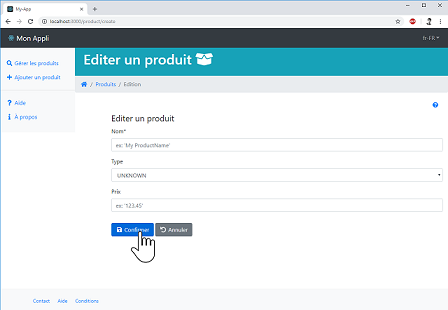 My-App
localhost:3000/product/create
Mon Appli
fr-FR
Gérer les produits
Ajouter un produit
Aide
A propos
Editer un produit
Produits / Edition
Editer un produit
Nom*
ex: 'My ProductName'
Type
UNKNOWN
Prix
ex: '123.45'
Confirmer
Annuler
Contact Aide Conditions